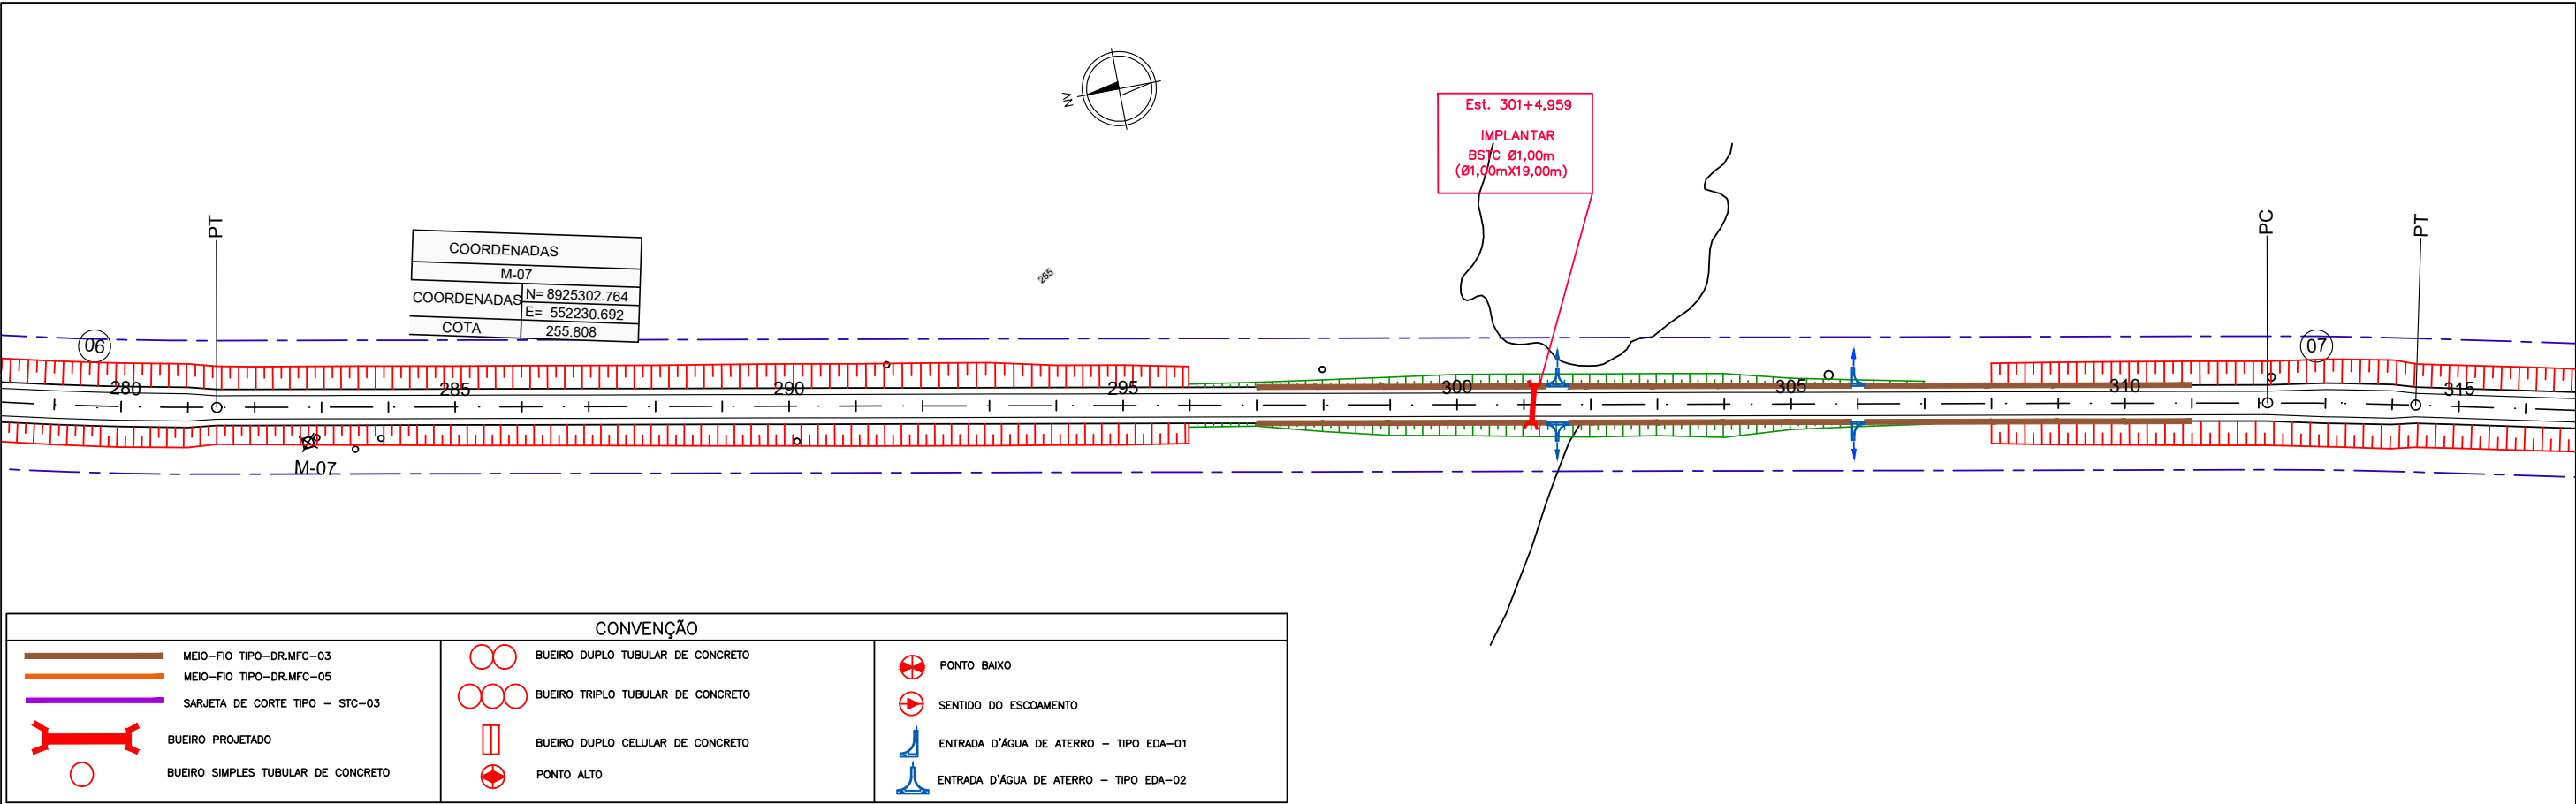 NM
Est. 301+4,959
IMPLANTAR
BSTC Ø1,00m
(Ø1,00mX19,00m)
PT
PC
PT
COORDENADAS
M-07
COORDENADAS
N= 8925302.764
E= 552230.692
COTA
255.808
255
06
07
280
285
290
295
300
305
310
315
M-07
CONVENÇÃO
MEIO-FIO TIPO-DR.MFC-03
MEIO-FIO TIPO-DR.MFC-05
SARJETA DE CORTE TIPO - STC-03
BUEIRO PROJETADO
BUEIRO SIMPLES TUBULAR DE CONCRETO
BUEIRO DUPLO TUBULAR DE CONCRETO
BUEIRO TRIPLO TUBULAR DE CONCRETO
BUEIRO DUPLO CELULAR DE CONCRETO
PONTO ALTO
PONTO BAIXO
SENTIDO DO ESCOAMENTO
ENTRADA D'ÁGUA DE ATERRO - TIPO EDA-01
ENTRADA D'ÁGUA DE ATERRO - TIPO EDA-02